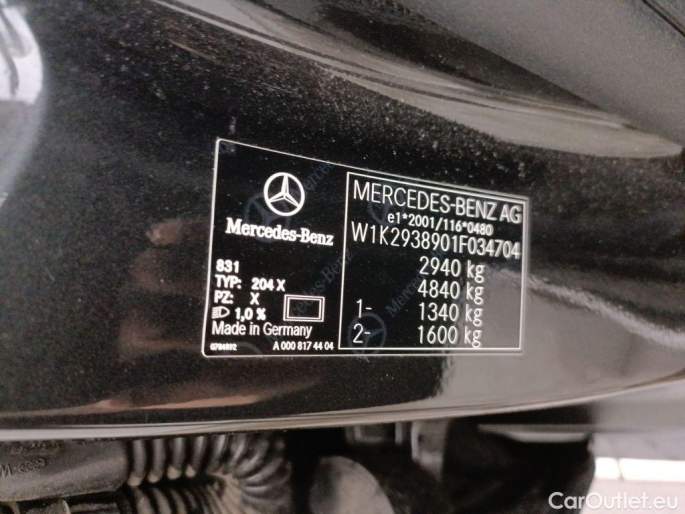 Mercedes-Benz
831
TYP: 204 X
PZ: X
1,0 %
Made in Germany
A 000 817 44 04
MERCEDES-BENZ AG
e1*2001/116*0480
W1K2938901F034704
2940 kg
4840 kg
1- 1340 kg
2- 1600 kg
CarOutlet.eu